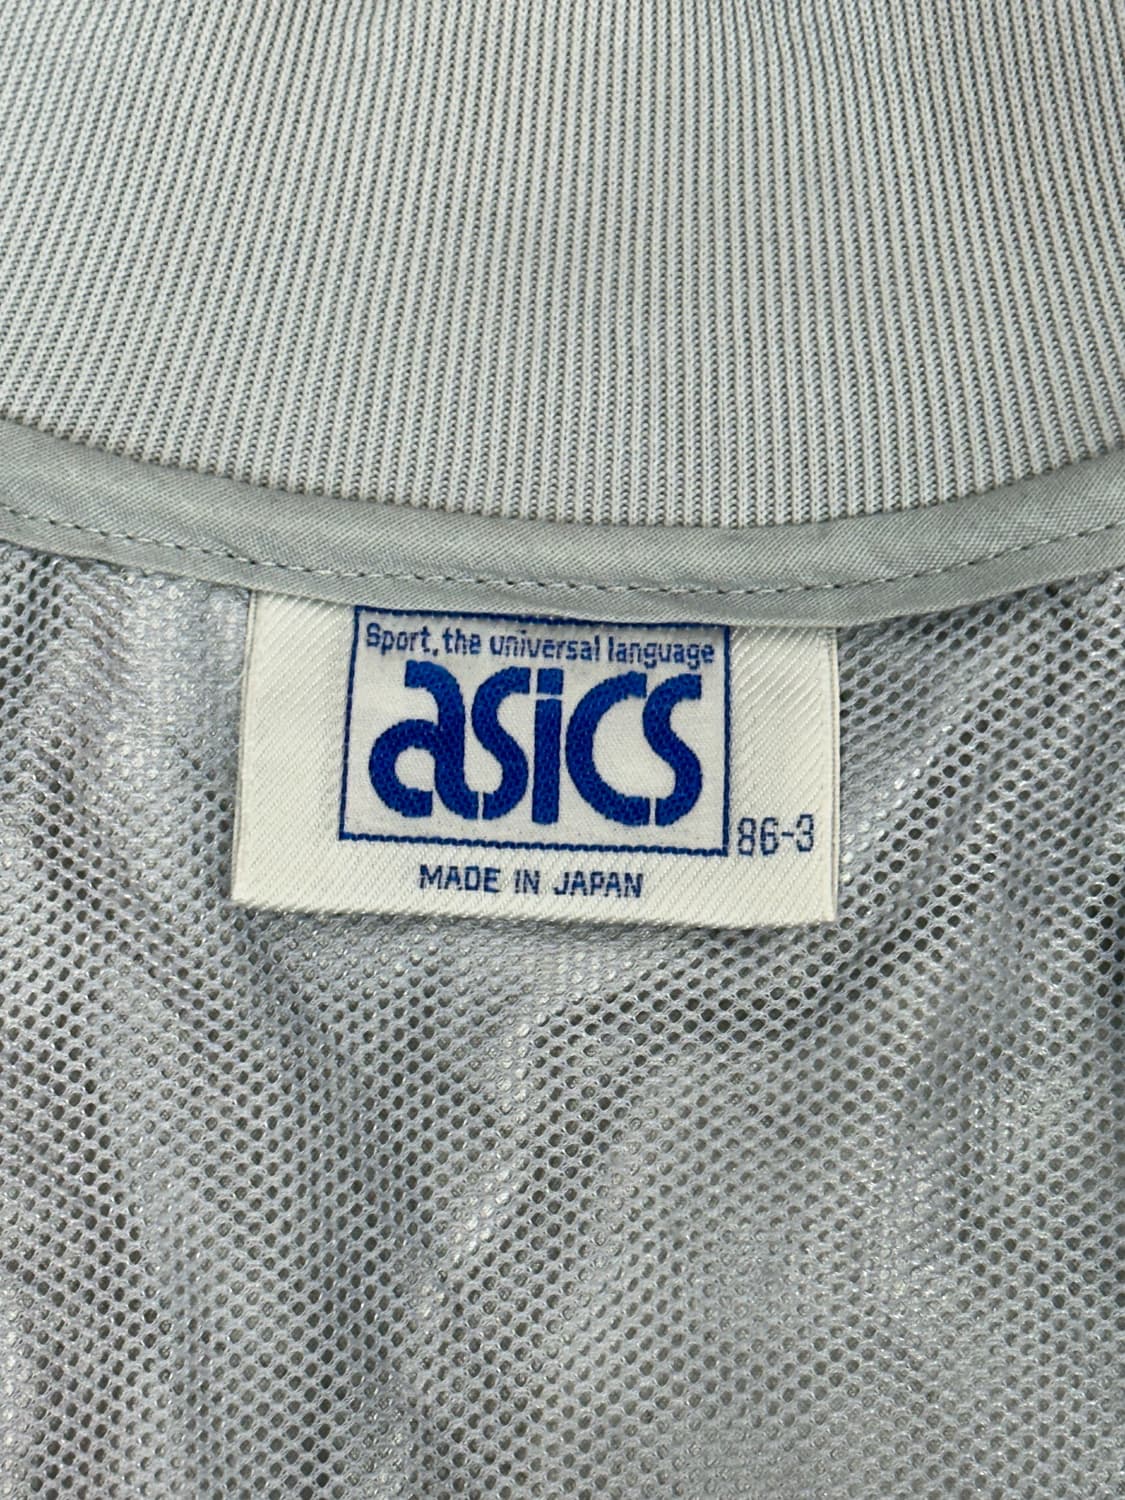 Sport, the universal language
asics
86-3
MADE IN JAPAN